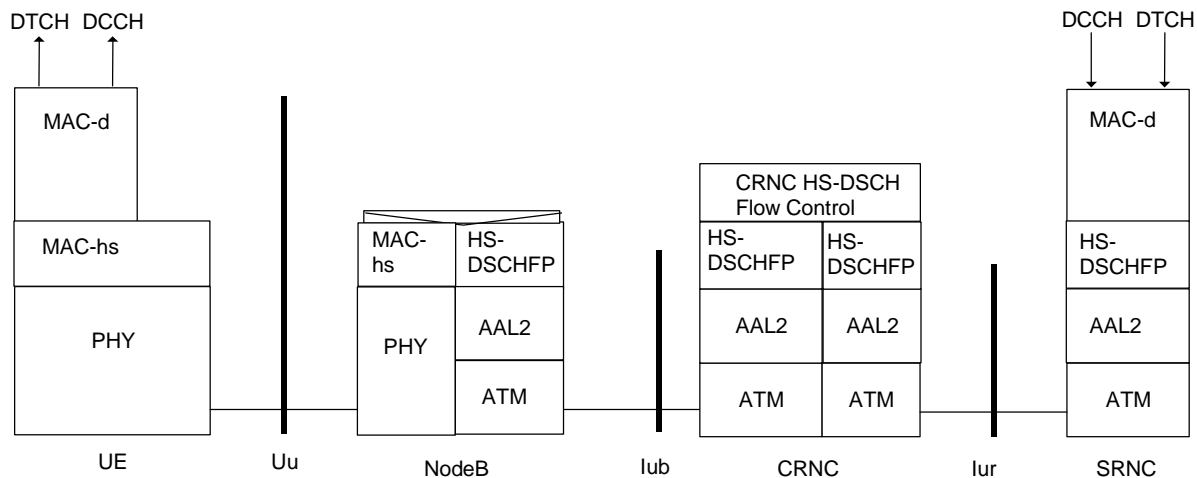 DTCH DCCH
DCCH DTCH
MAC-d
MAC-d
CRNC HS-DSCH
Flow Control
MAC-hs
MAC-
hs
HS-
DSCHFP
HS-
DSCHFP
HS-
DSCHFP
HS-
DSCHFP
PHY
PHY
AAL2
AAL2
AAL2
AAL2
ATM
ATM
ATM
ATM
UE
Uu
NodeB
Iub
CRNC
Iur
SRNC